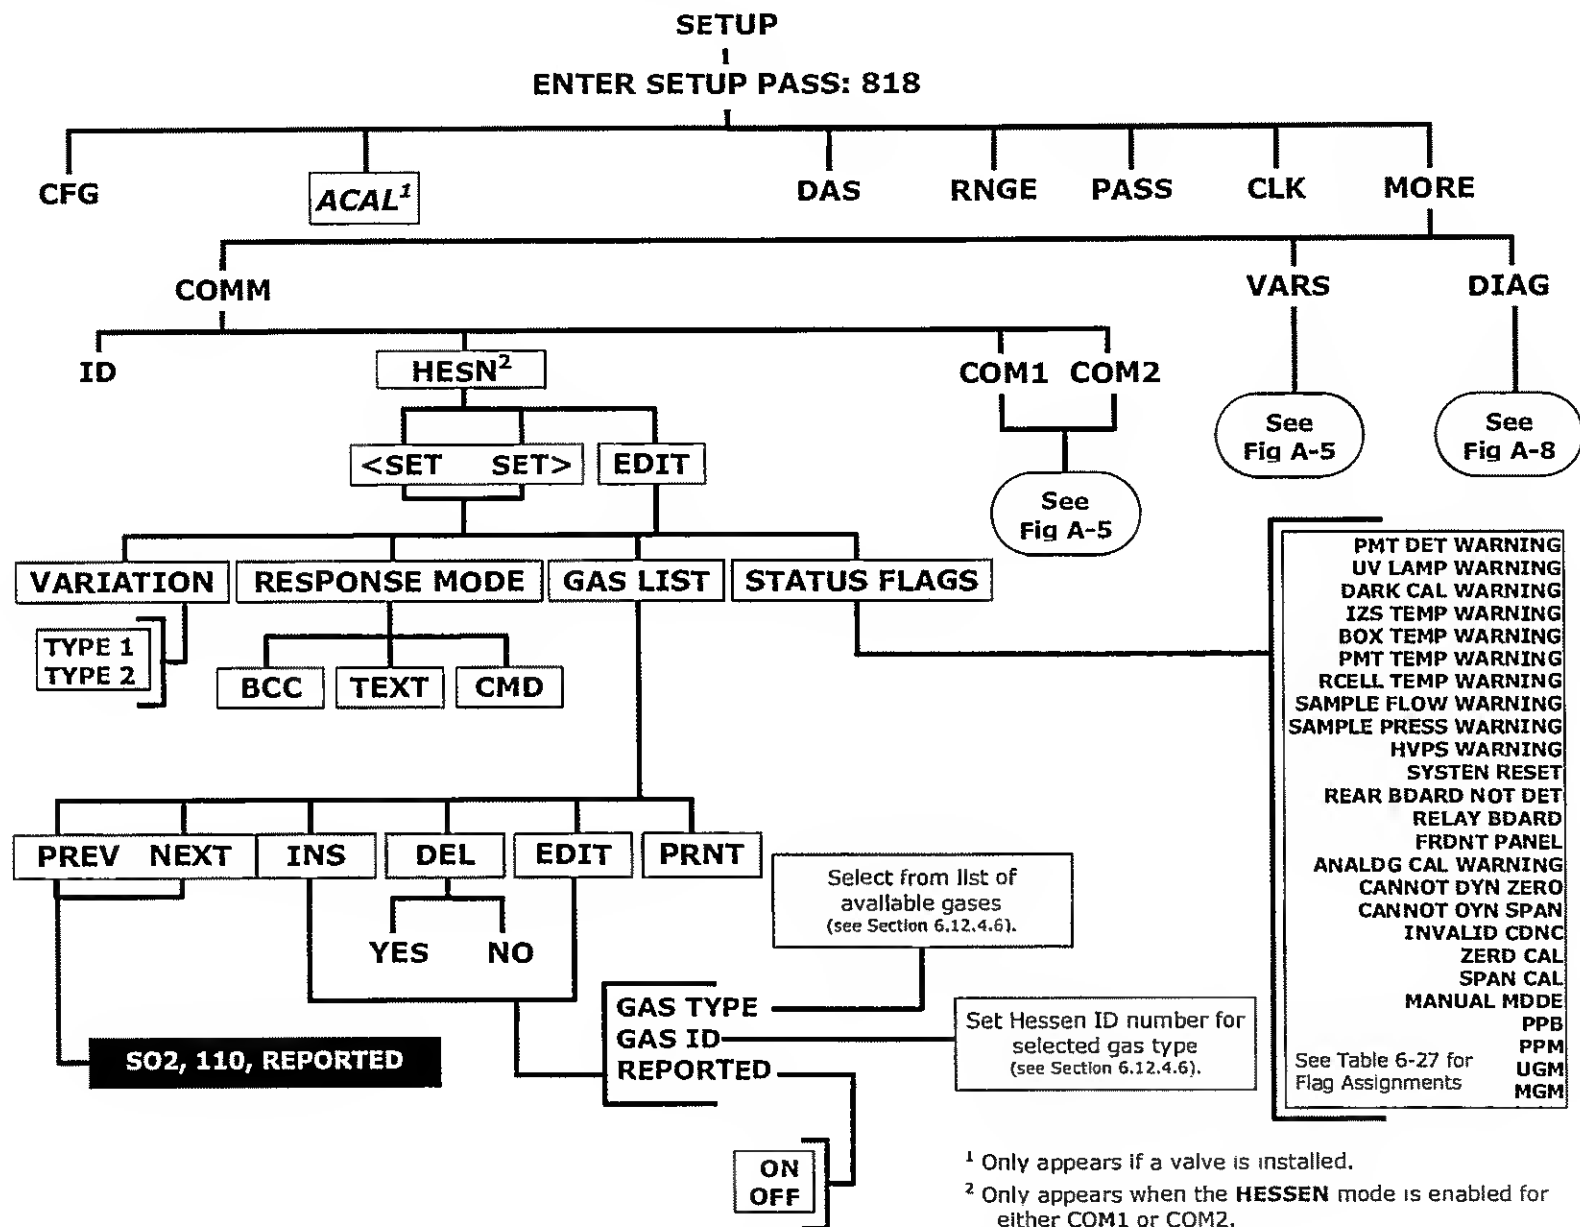 SETUP
ENTER SETUP PASS: 818
CFG
ACAL¹
DAS
RNGE
PASS
CLK
MORE
COMM
VARS
DIAG
ID
HESN²
COM1
COM2
See
Fig A-5
See
Fig A-8
<SET
SET>
EDIT
See
Fig A-5
VARIATION
RESPONSE MODE
GAS LIST
STATUS FLAGS
TYPE 1
TYPE 2
BCC
TEXT
CMD
PMT DET WARNING
UV LAMP WARNING
DARK CAL WARNING
IZS TEMP WARNING
BOX TEMP WARNING
PMT TEMP WARNING
RCELL TEMP WARNING
SAMPLE FLOW WARNING
SAMPLE PRESS WARNING
HVPS WARNING
SYSTEN RESET
REAR BDARD NOT DET
RELAY BDARD
FRDNT PANEL
ANALDG CAL WARNING
CANNOT DYN ZERO
CANNOT OYN SPAN
INVALID CDNC
ZERD CAL
SPAN CAL
MANUAL MDDE
PPB
PPM
UGM
MGM
See Table 6-27 for
Flag Assignments
PREV
NEXT
INS
DEL
EDIT
PRNT
YES
NO
Select from list of
available gases
(see Section 6.12.4.6).
SO2, 110, REPORTED
GAS TYPE
GAS ID
REPORTED
Set Hessen ID number for
selected gas type
(see Section 6.12.4.6).
ON
OFF
¹ Only appears if a valve is installed.
² Only appears when the HESSEN mode is enabled for
either COM1 or COM2.